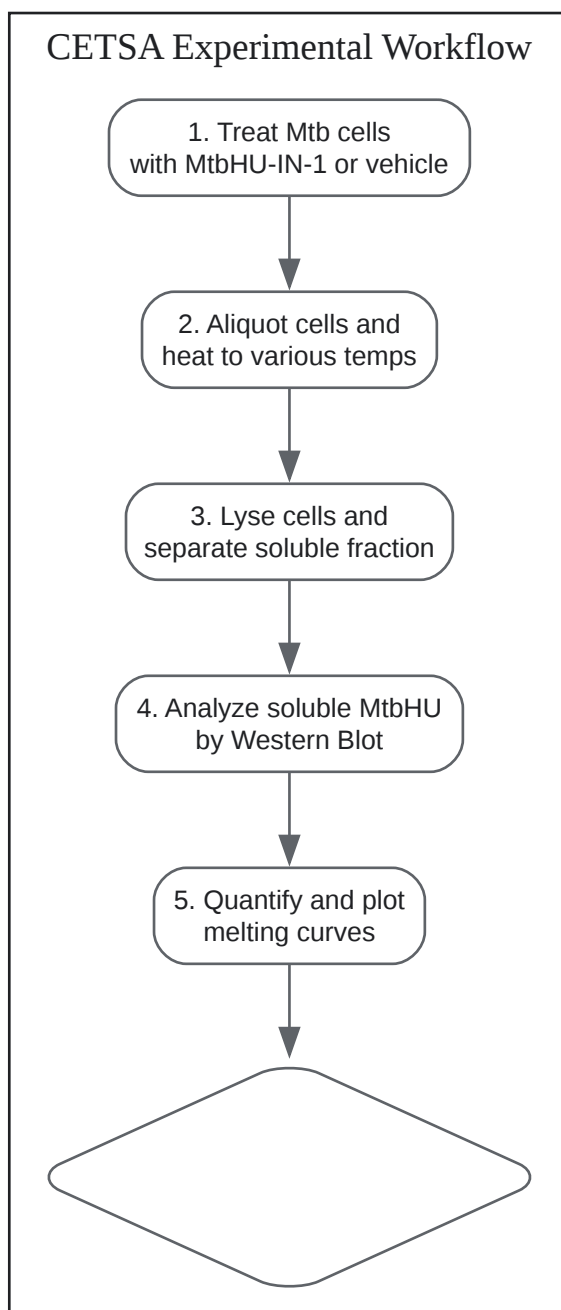 CETSA Experimental Workflow
1. Treat Mtb cells
with MtbHU-IN-1 or vehicle
2. Aliquot cells and
heat to various temps
3. Lyse cells and
separate soluble fraction
4. Analyze soluble MtbHU
by Western Blot
5. Quantify and plot
melting curves